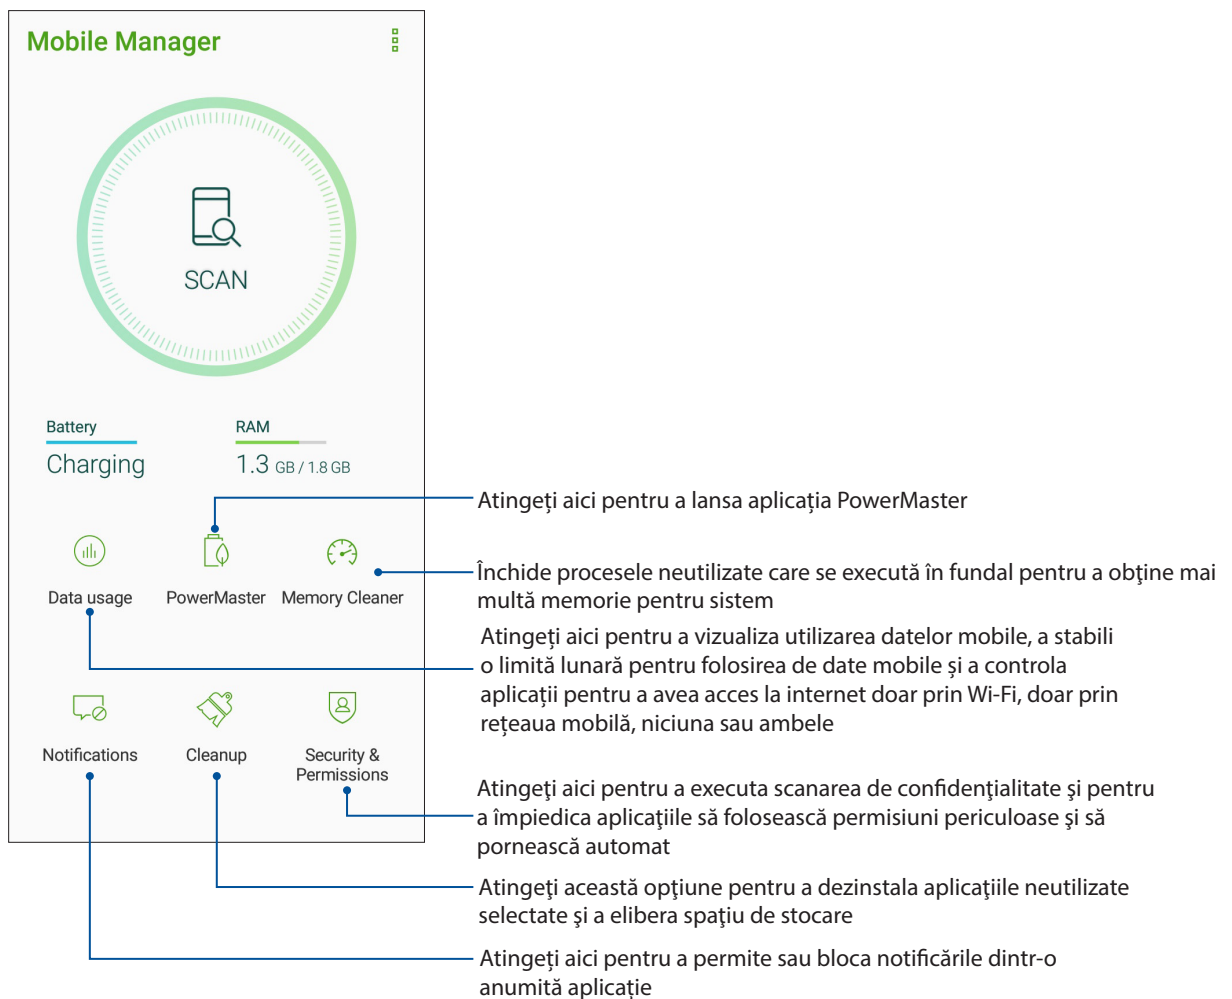 Mobile Manager
SCAN
Battery
RAM
Charging
1.3 GB / 1.8 GB
Atingeți aici pentru a lansa aplicația PowerMaster
Închide procesele neutilizate care se execută în fundal pentru a obţine mai
multă memorie pentru sistem
Data usage
PowerMaster
Memory Cleaner
Atingeți aici pentru a vizualiza utilizarea datelor mobile, a stabili
o limită lunară pentru folosirea de date mobile și a controla
aplicații pentru a avea acces la internet doar prin Wi-Fi, doar prin
rețeaua mobilă, niciuna sau ambele
Notifications
Cleanup
Security &
Permissions
Atingeţi aici pentru a executa scanarea de confidenţialitate şi pentru
a împiedica aplicaţiile să folosească permisiuni periculoase şi să
pornească automat
Atingeţi această opţiune pentru a dezinstala aplicaţiile neutilizate
selectate şi a elibera spaţiu de stocare
Atingeți aici pentru a permite sau bloca notificările dintr-o
anumită aplicație